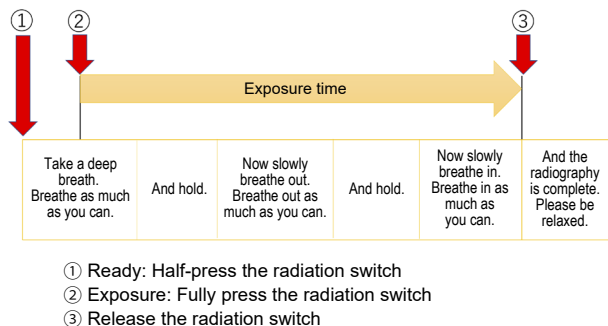 ① ② ③
Exposure time
Take a deep
breath.
Breathe as much
as you can.
And hold.
Now slowly
breathe out.
Breathe out as
much as you can.
And hold.
Now slowly
breathe in.
Breathe in as
much as
you can.
And the
radiography
is complete.
Please be
relaxed.
① Ready: Half-press the radiation switch
② Exposure: Fully press the radiation switch
③ Release the radiation switch